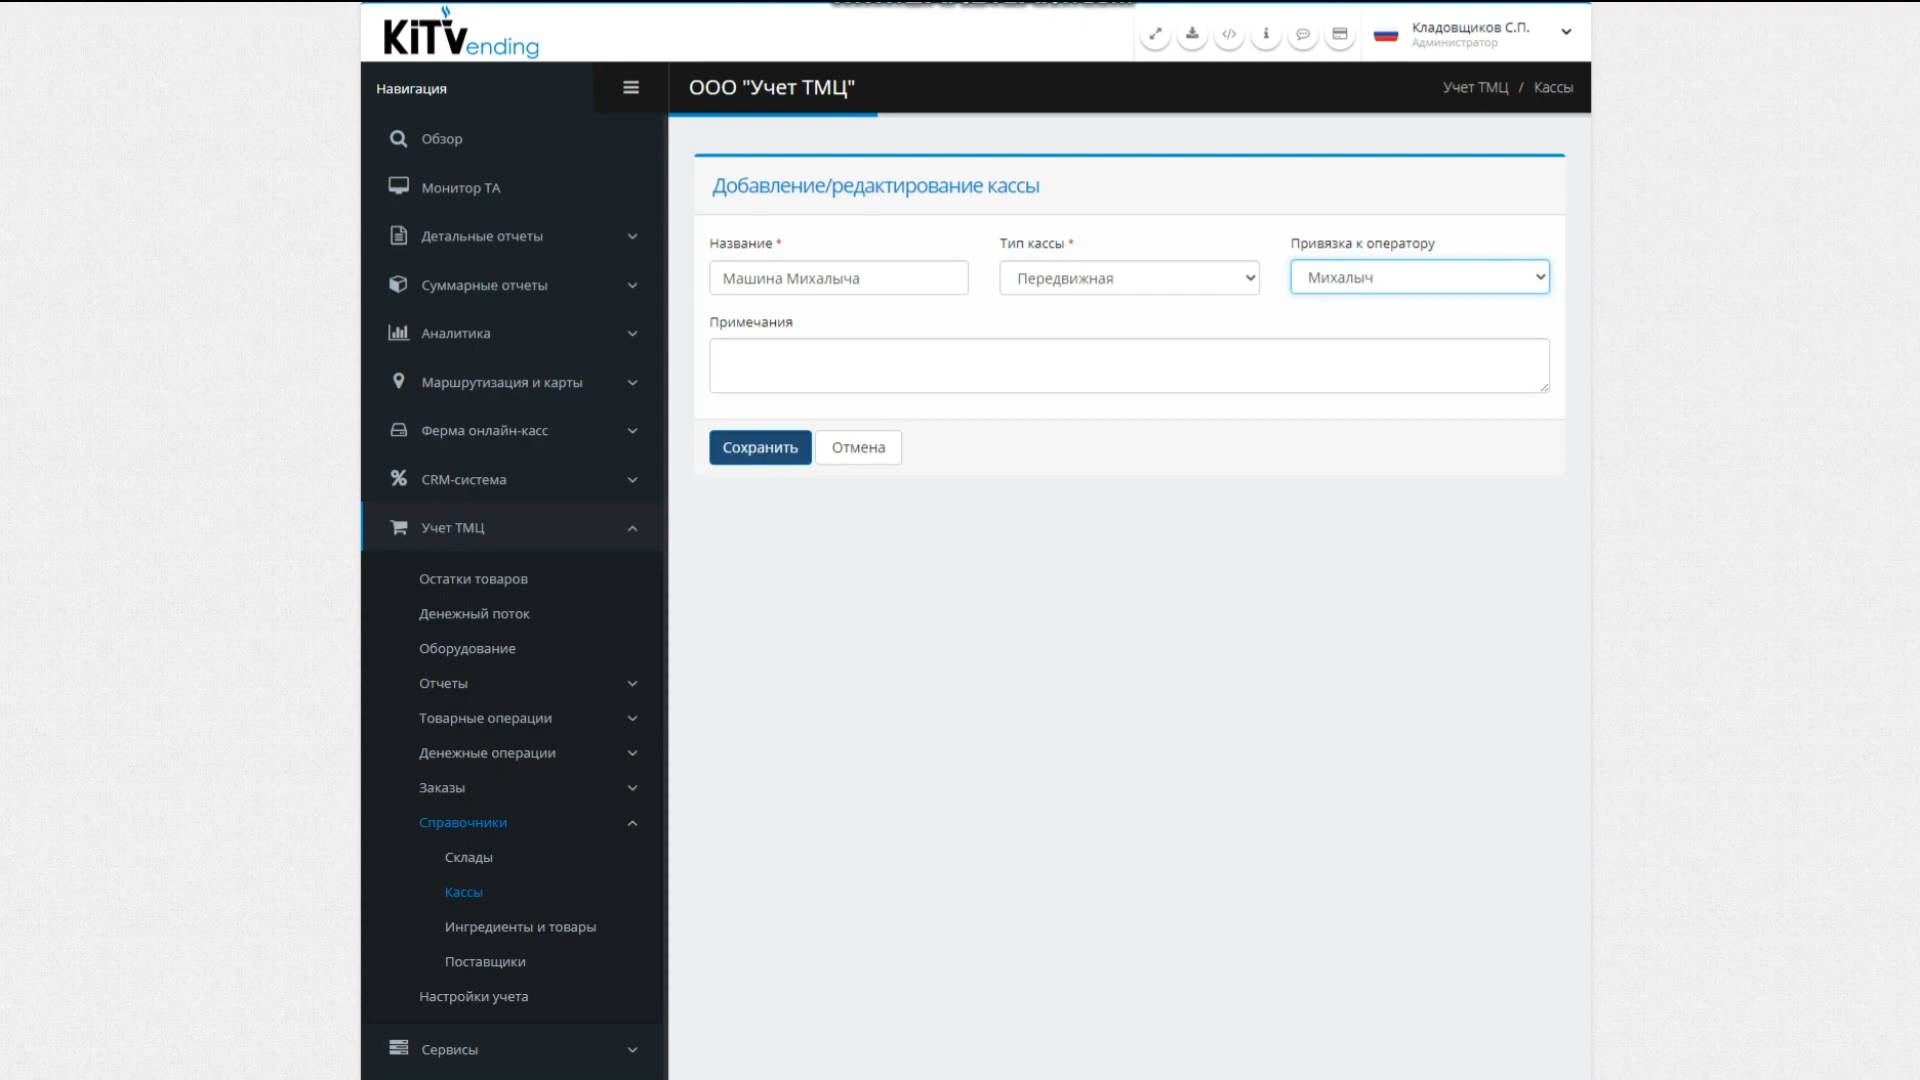 KiTVending
Кладовщиков С.П.
Администратор
Навигация
ООО "Учет ТМЦ"
Учет ТМЦ / Кассы
Обзор
Монитор ТА
Детальные отчеты
Суммарные отчеты
Аналитика
Маршрутизация и карты
Ферма онлайн-касс
CRM-система
Учет ТМЦ
Остатки товаров
Денежный поток
Оборудование
Отчеты
Товарные операции
Денежные операции
Заказы
Справочники
Склады
Кассы
Ингредиенты и товары
Поставщики
Настройки учета
Сервисы
Добавление/редактирование кассы
Название * Тип кассы * Привязка к оператору
Машина Михалыча Передвижная Михалыч
Примечания
Сохранить Отмена